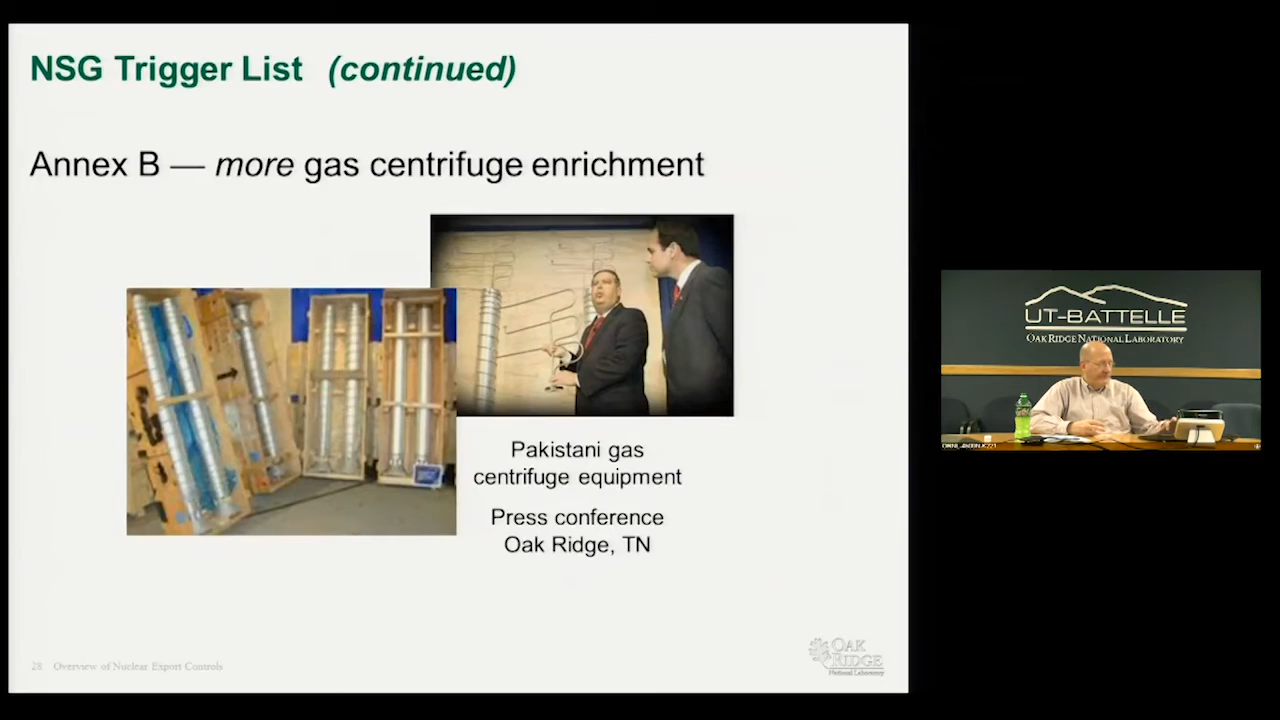 NSG Trigger List (continued)
Annex B — more gas centrifuge enrichment
Pakistani gas
centrifuge equipment
Press conference
Oak Ridge, TN
28 Overview of Nuclear Export Controls
OAK
RIDGE
National Laboratory
UT-BATTELLE
OAK RIDGE NATIONAL LABORATORY